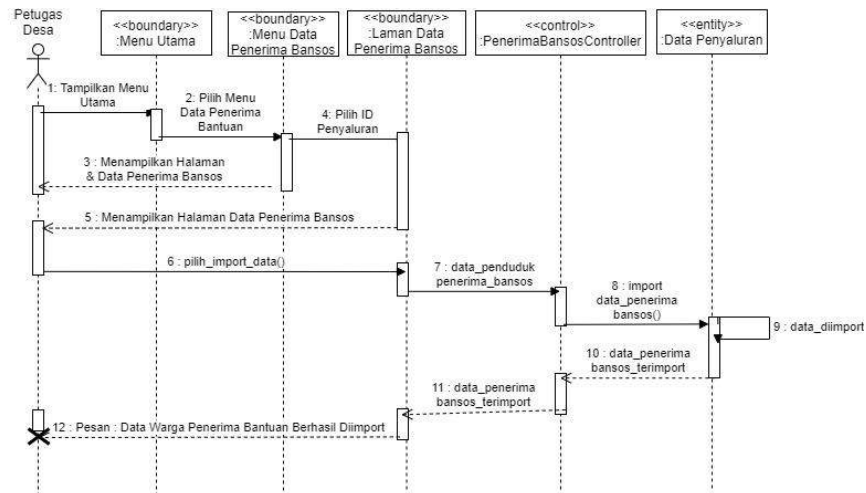 Petugas
Desa
<<boundary>>
:Menu Utama
<<boundary>>
:Menu Data
Penerima Bansos
<<boundary>>
:Laman Data
Penerima Bansos
<<control>>
:PenerimaBansosController
<<entity>>
:Data Penyaluran
1: Tampilkan Menu
Utama
2: Pilih Menu
Data Penerima
Bantuan
4: Pilih ID
Penyaluran
3 : Menampilkan Halaman
& Data Penerima Bansos
5 : Menampilkan Halaman Data Penerima Bansos
6 : pilih_import_data()
7 : data_penduduk
penerima_bansos
8 : import
data_penerima
bansos()
9 : data_diimport
10 : data_penerima
bansos_terimport
11 : data_penerima
bansos_terimport
12 : Pesan : Data Warga Penerima Bantuan Berhasil Diimport